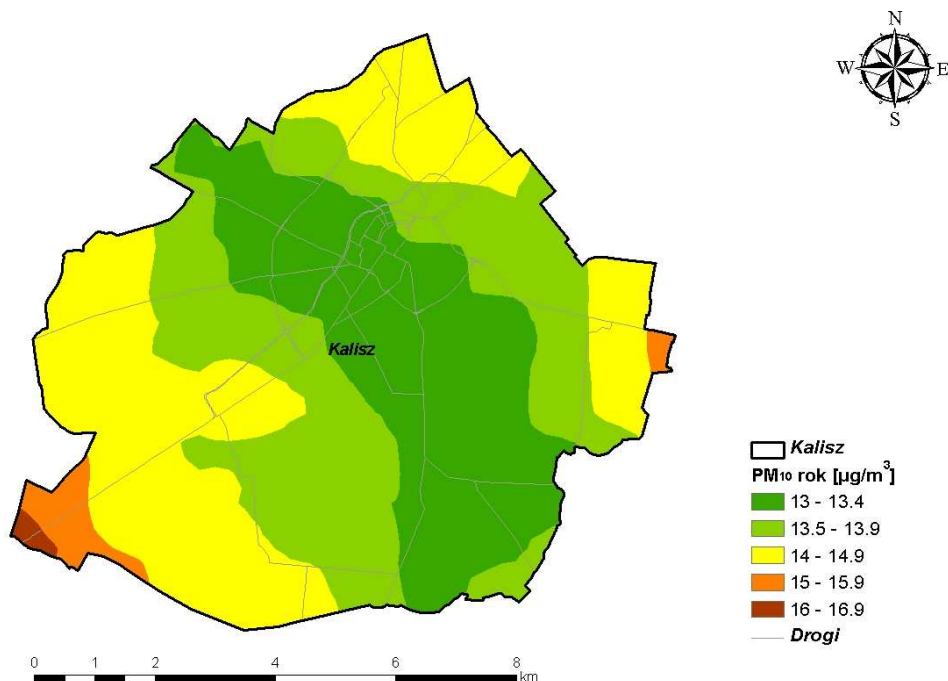 N
W E
S
Kalisz
Kalisz
PM10 rok [µg/m³]
13 - 13.4
13.5 - 13.9
14 - 14.9
15 - 15.9
16 - 16.9
Drogi
0 1 2 4 6 8
km